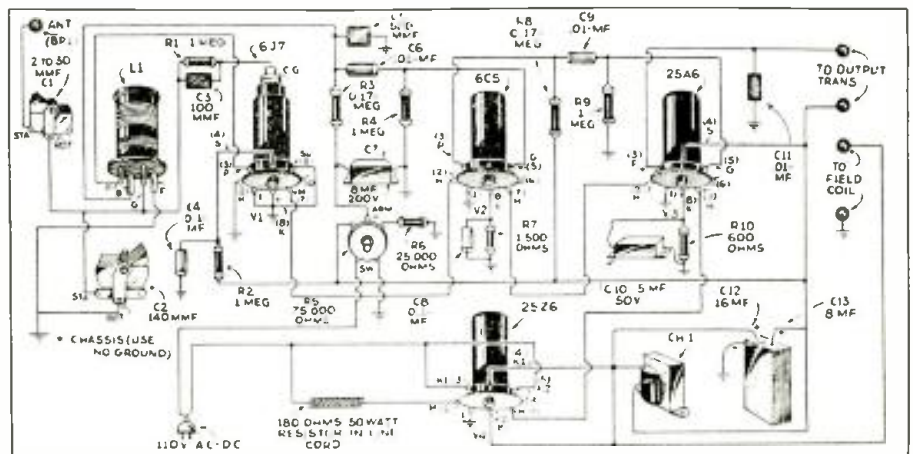 ANT
2 TO 30
MMF
C1
L1
R1 1 MEG
6J7
CG
C3
100
MMF
MMF
C6
.01-MF
R3
0.17
MEG
R4
1 MEG
8 MF
200V
6C5
R8
0.17
MEG
C9
.01-MF
R9
1
MEG
25A6
TO OUTPUT
TRANS
C11
.01
MF
TO
FIELD
COIL
C4
0.1
MF
C2
140 MMF
R2
1 MEG
V1
R5
75,000
OHMS
SW
R6
25,000
OHMS
V2
R7
1,500
OHMS
R10
600
OHMS
C10 5 MF
50V
C12
16 MF
C13
8 MF
* CHASSIS (USE
NO GROUND)
25Z6
CH 1
110V AC-DC
180 OHMS 50 WATT
RESISTOR IN LINE
CORD